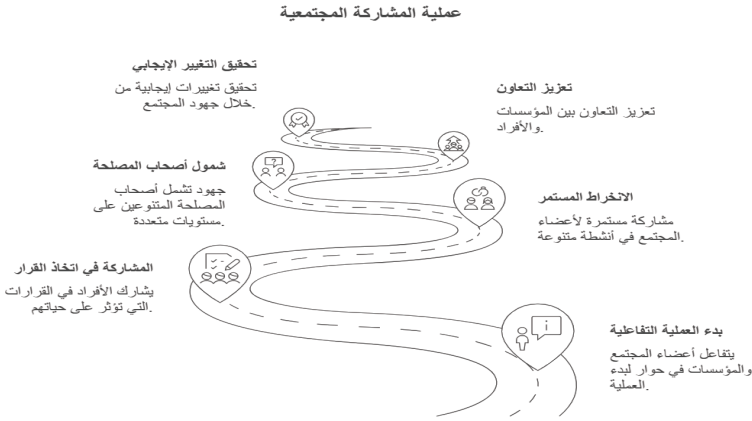 عملية المشاركة المجتمعية
تحقيق التغيير الإيجابي
تحقيق تغييرات إيجابية من
خلال جهود المجتمع.
تعزيز التعاون
تعزيز التعاون بين المؤسسات
والأفراد.
شمول أصحاب المصلحة
جهود تشمل أصحاب
المصلحة المتنوعين على
مستويات متعددة.
الانخراط المستمر
مشاركة مستمرة لأعضاء
المجتمع في أنشطة متنوعة.
المشاركة في اتخاذ القرار
يشارك الأفراد في القرارات
التي تؤثر على حياتهم.
بدء العملية التفاعلية
يتفاعل أعضاء المجتمع
والمؤسسات في حوار لبدء
العملية.